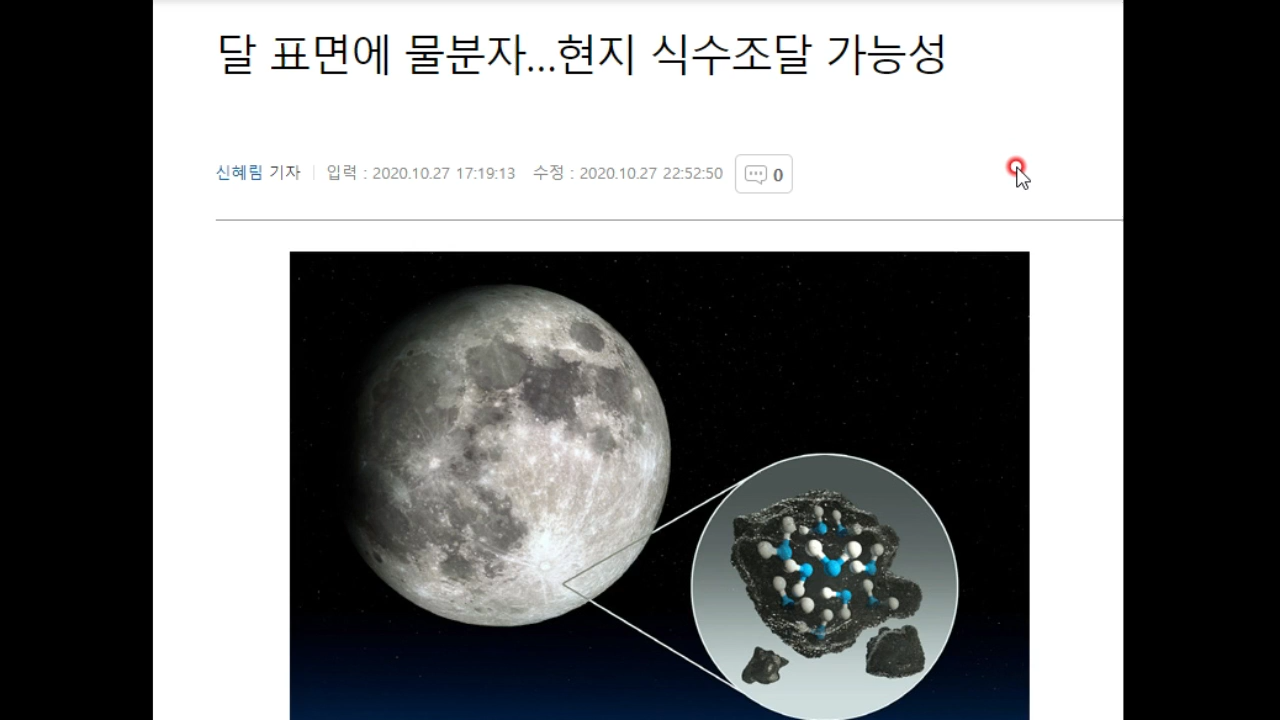 달 표면에 물분자...현지 식수조달 가능성
신혜림 기자 입력 : 2020.10.27 17:19:13 수정 : 2020.10.27 22:52:50 0